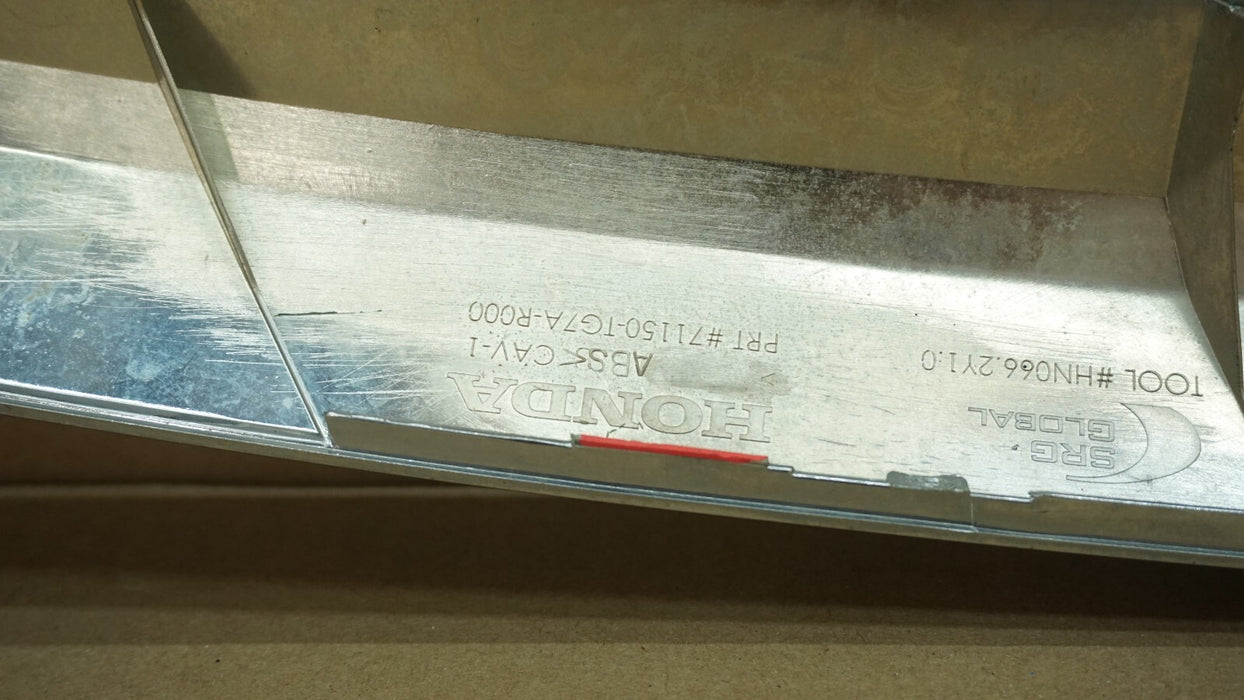 SRG
GLOBAL
TOOL #HN066.2Y1:0
HONDA
> ABS< CAV-1
PRT #71150-TG7A-R000